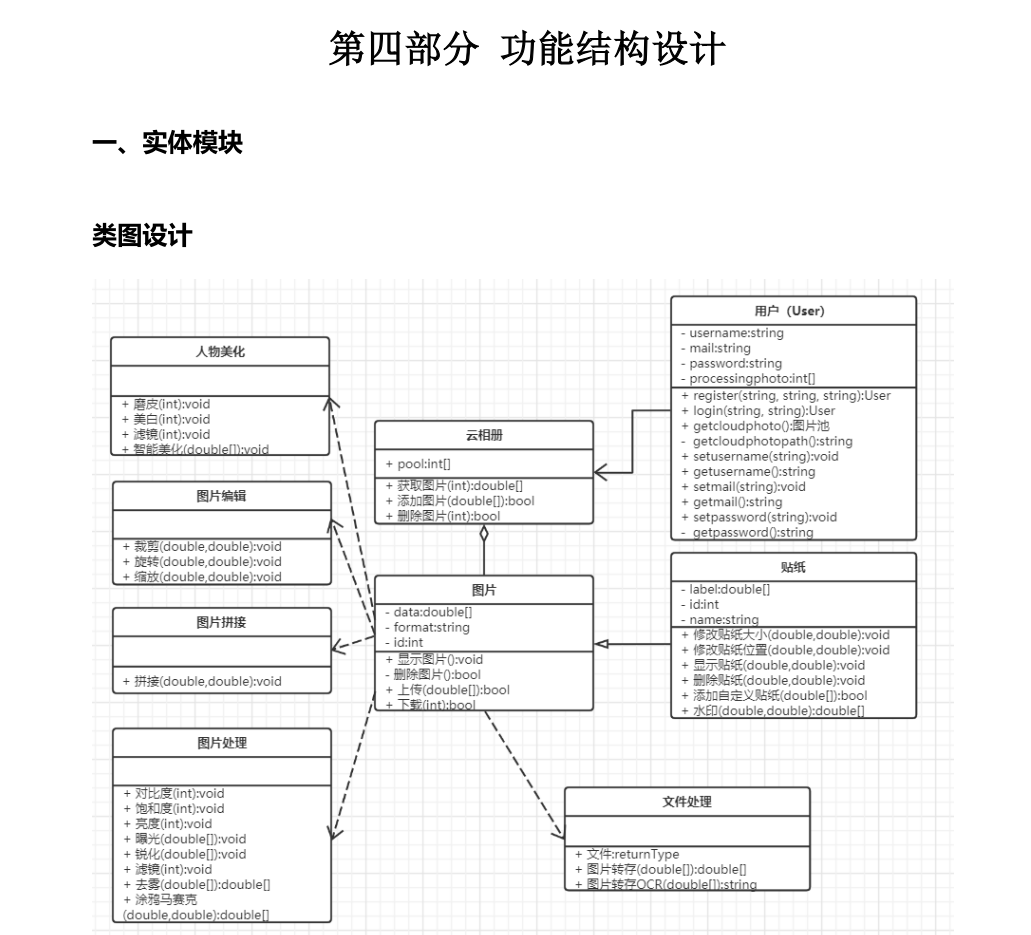 第四部分 功能结构设计
一、实体模块
类图设计
人物美化
+ 磨皮(int):void
+ 美白(int):void
+ 滤镜(int):void
+ 智能美化(double[]):void
图片编辑
+ 裁剪(double,double):void
+ 旋转(double,double):void
+ 缩放(double,double):void
图片拼接
+ 拼接(double,double):void
图片处理
+ 对比度(int):void
+ 饱和度(int):void
+ 亮度(int):void
+ 曝光(double[]):void
+ 锐化(double[]):void
+ 滤镜(int):void
+ 去雾(double[]):double[]
+ 涂鸦马赛克
(double,double):double[]
云相册
+ pool:int[]
+ 获取图片(int):double[]
+ 添加图片(double[]):bool
+ 删除图片(int):bool
图片
- data:double[]
- format:string
- id:int
+ 显示图片():void
- 删除图片():bool
+ 上传(double[]):bool
+ 下载(int):bool
用户（User）
- username:string
- mail:string
- password:string
- processingphoto:int[]
+ register(string, string, string):User
+ login(string, string):User
+ getcloudphoto():图片池
- getcloudphotopath():string
+ setusername(string):void
+ getusername():string
+ setmail(string):void
+ getmail():string
+ setpassword(string):void
- getpassword():string
贴纸
- label:double[]
- id:int
- name:string
+ 修改贴纸大小(double,double):void
+ 修改贴纸位置(double,double):void
+ 显示贴纸(double,double):void
+ 删除贴纸(double,double):void
+ 添加自定义贴纸(double[]):bool
+ 水印(double,double):double[]
文件处理
+ 文件:returnType
+ 图片转存(double[]):double[]
+ 图片转存OCR(double[]):string